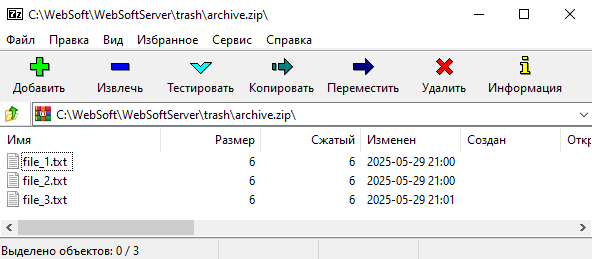 7z C:\WebSoft\WebSoftServer\trash\archive.zip\
Файл Правка Вид Избранное Сервис Справка
Добавить Извлечь Тестировать Копировать Переместить Удалить Информация
C:\WebSoft\WebSoftServer\trash\archive.zip\
Имя Размер Сжатый Изменен Создан Откр
file_1.txt 6 6 2025-05-29 21:00
file_2.txt 6 6 2025-05-29 21:00
file_3.txt 6 6 2025-05-29 21:01
Выделено объектов: 0 / 3